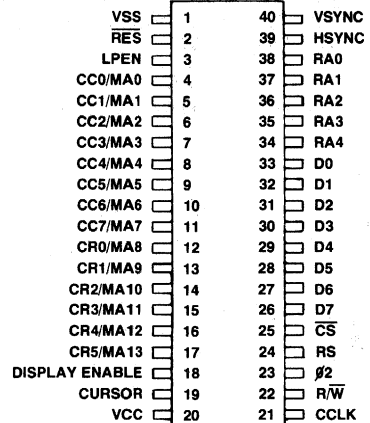 VSS 1 40 VSYNC
R̅E̅S̅ 2 39 HSYNC
LPEN 3 38 RA0
CC0/MA0 4 37 RA1
CC1/MA1 5 36 RA2
CC2/MA2 6 35 RA3
CC3/MA3 7 34 RA4
CC4/MA4 8 33 D0
CC5/MA5 9 32 D1
CC6/MA6 10 31 D2
CC7/MA7 11 30 D3
CR0/MA8 12 29 D4
CR1/MA9 13 28 D5
CR2/MA10 14 27 D6
CR3/MA11 15 26 D7
CR4/MA12 16 25 C̅S̅
CR5/MA13 17 24 RS
DISPLAY ENABLE 18 23 ø2
CURSOR 19 22 R/W̅
VCC 20 21 CCLK